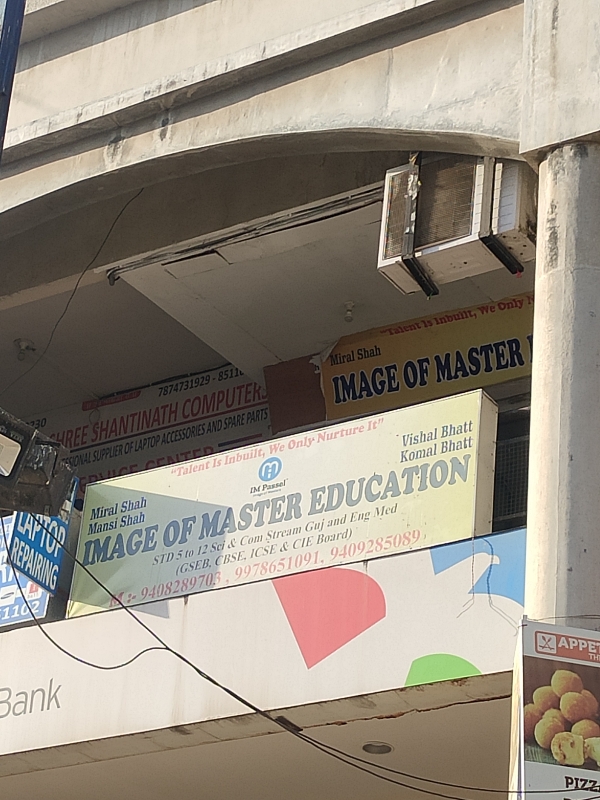 "Talent Is Inbuilt, We Only
Miral Shah
IMAGE OF MASTER
7874731929 -
SHREE SHANTINATH COMPUTER
SUPPLIER OF LAPTOP ACCESSORIES AND SPARE PARTS
SERVICE CENTER
"Talent Is Inbuilt, We Only Nurture It"
Vishal Bhatt
Komal Bhatt
IM Passel
Miral Shah
Mansi Shah
IMAGE OF MASTER EDUCATION
STD 5 to 12 Sci & Com Stream Guj and Eng Med
(GSEB, CBSE, ICSE & CIE Board)
M :- 9408289703 , 9978651091, 9409285089
LAPTOP
REPAIRING
51102
Bank
APPET
PIZZ